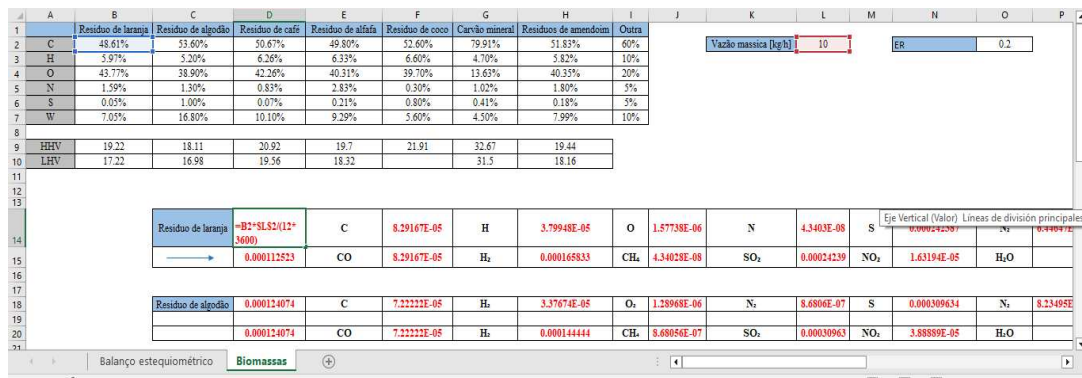 A B C D E F G H I J K L M N O P
1 Residuo de laranja Residuo de algodão Residuo de café Residuo de alfafa Residuo de coco Carvão mineral Residuos de amendoim Outra
2 C 48.61% 53.60% 50.67% 49.80% 52.60% 79.91% 51.83% 60% Vazão massica [kg/h] 10 ER 0.2
3 H 5.97% 5.20% 6.26% 6.33% 6.60% 4.70% 5.82% 10%
4 O 43.77% 38.90% 42.26% 40.31% 39.70% 13.63% 40.35% 20%
5 N 1.59% 1.30% 0.83% 2.83% 0.30% 1.02% 1.80% 5%
6 S 0.05% 1.00% 0.07% 0.21% 0.80% 0.41% 0.18% 5%
7 W 7.05% 16.80% 10.10% 9.29% 5.60% 4.50% 7.99% 10%
8
9 HHV 19.22 18.11 20.92 19.7 21.91 32.67 19.44
10 LHV 17.22 16.98 19.56 18.32 31.5 18.16
11
12
13
Eje Vertical (Valor) Líneas de división principales
14 Residuo de laranja =B2*$L$2/(12* C 8.29167E-05 H 3.79948E-05 O 1.57738E-06 N 4.3403E-08 S 0.000242387 N₂
3600)
15 0.000112523 CO 8.29167E-05 H₂ 0.000165833 CH₄ 4.34028E-08 SO₂ 0.00024239 NO₂ 1.63194E-05 H₂O
16
17
18 Residuo de algodão 0.000124074 C 7.22222E-05 H₂ 3.37674E-05 O₂ 1.28968E-06 N₂ 8.6806E-07 S 0.000309634 N₂ 8.23495E
19
20 0.000124074 CO 7.22222E-05 H₂ 0.000144444 CH₄ 8.68056E-07 SO₂ 0.00030963 NO₂ 3.88889E-05 H₂O
21
Balanço estequiométrico Biomassas